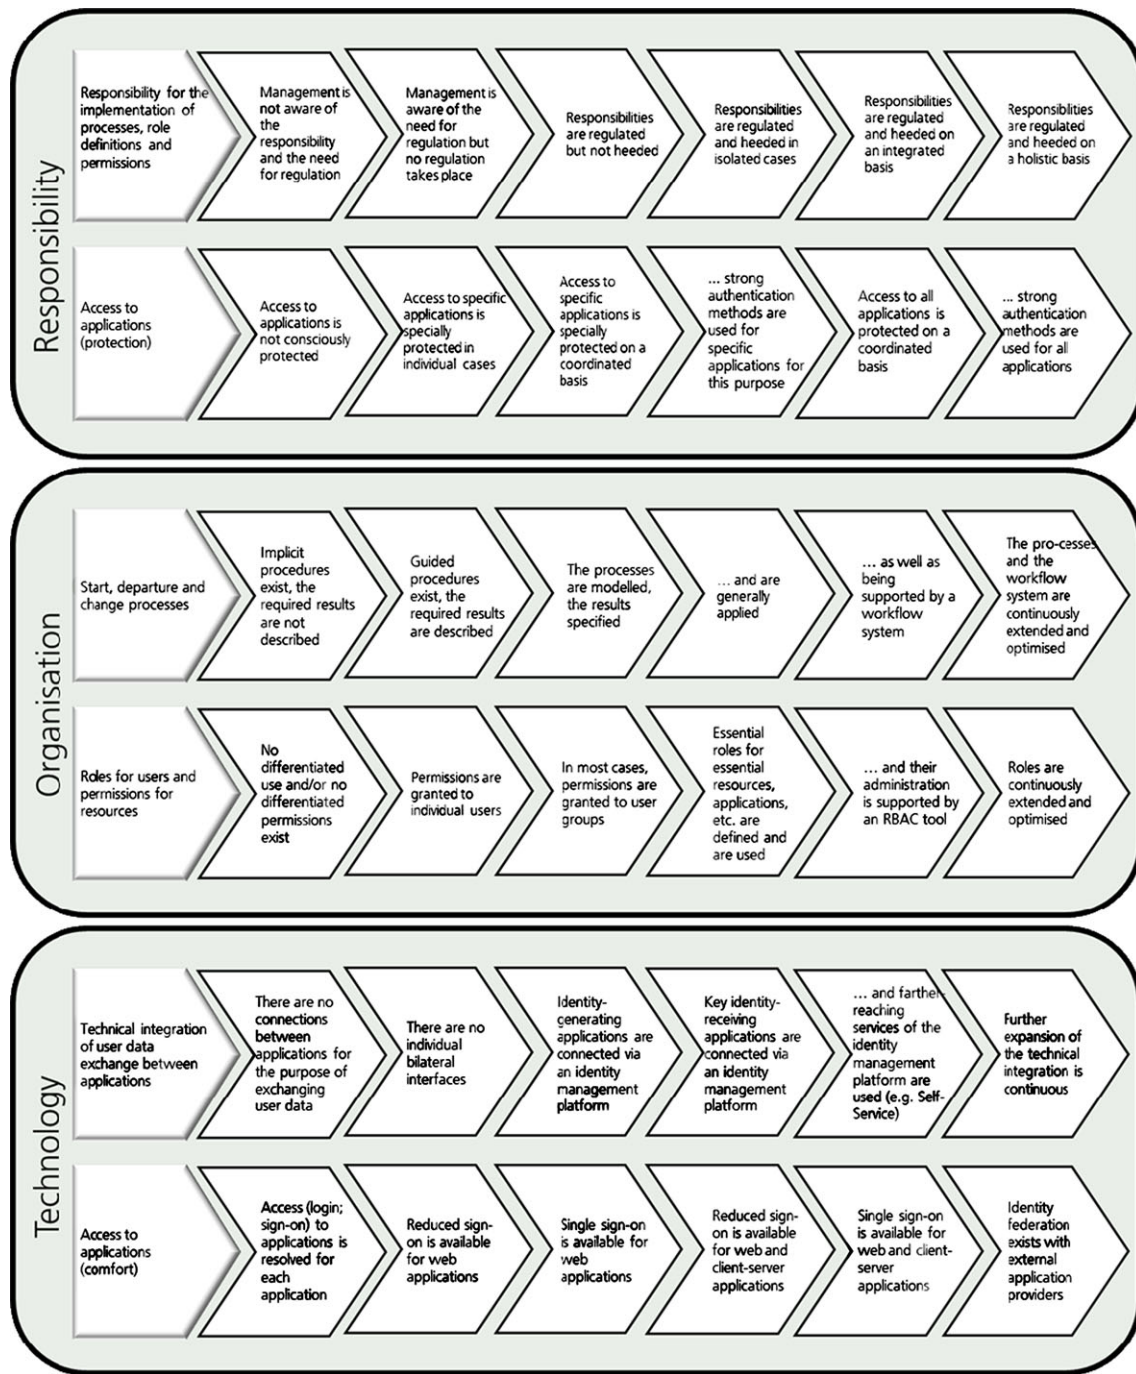 Responsibility
Responsibility for the
implementation of
processes, role
definitions and
permissions
Management is
not aware of
the
responsibility
and the need
for regulation
Management is
aware of the
need for
regulation but
no regulation
takes place
Responsibilities
are regulated
but not heeded
Responsibilities
are regulated
and heeded in
isolated cases
Responsibilities
are regulated
and heeded on
an integrated
basis
Responsibilities
are regulated
and heeded on
a holistic basis
Access to
applications
(protection)
Access to
applications is
not consciously
protected
Access to specific
applications is
specially
protected in
individual cases
Access to
specific
applications is
specially
protected on a
coordinated
basis
... strong
authentication
methods are
used for
specific
applications for
this purpose
Access to all
applications is
protected on a
coordinated
basis
... strong
authentication
methods are
used for all
applications
Organisation
Start, departure and
change processes
Implicit
procedures
exist, the
required results
are not
described
Guided
procedures
exist, the
required results
are described
The processes
are modelled,
the results
specified
... and are
generally
applied
... as well as
being
supported by a
workflow
system
The pro-cesses
and the
workflow
system are
continuously
extended and
optimised
Roles for users and
permissions for
resources
No
differentiated
use and/or no
differentiated
permissions
exist
Permissions are
granted to
individual users
In most cases,
permissions are
granted to user
groups
Essential
roles for
essential
resources,
applications,
etc. are
defined and
are used
... and their
administration
is supported by
an RBAC tool
Roles are
continuously
extended and
optimised
Technology
Technical integration
of user data
exchange between
applications
There are no
connections
between
applications for
the purpose of
exchanging
user data
There are no
individual
bilateral
interfaces
Identity-
generating
applications are
connected via
an identity
management
platform
Key identity-
receiving
applications are
connected via
an identity
management
platform
... and farther-
reaching
services of the
identity
management
platform are
used (e.g. Self-
Service)
Further
expansion of
the technical
integration is
continuous
Access to
applications
(comfort)
Access (login;
sign-on) to
applications is
resolved for
each
application
Reduced sign-
on is available
for web
applications
Single sign-on
is available for
web
applications
Reduced sign-
on is available
for web and
client-server
applications
Single sign-on
is available for
web and client-
server
applications
Identity
federation
exists with
external
application
providers